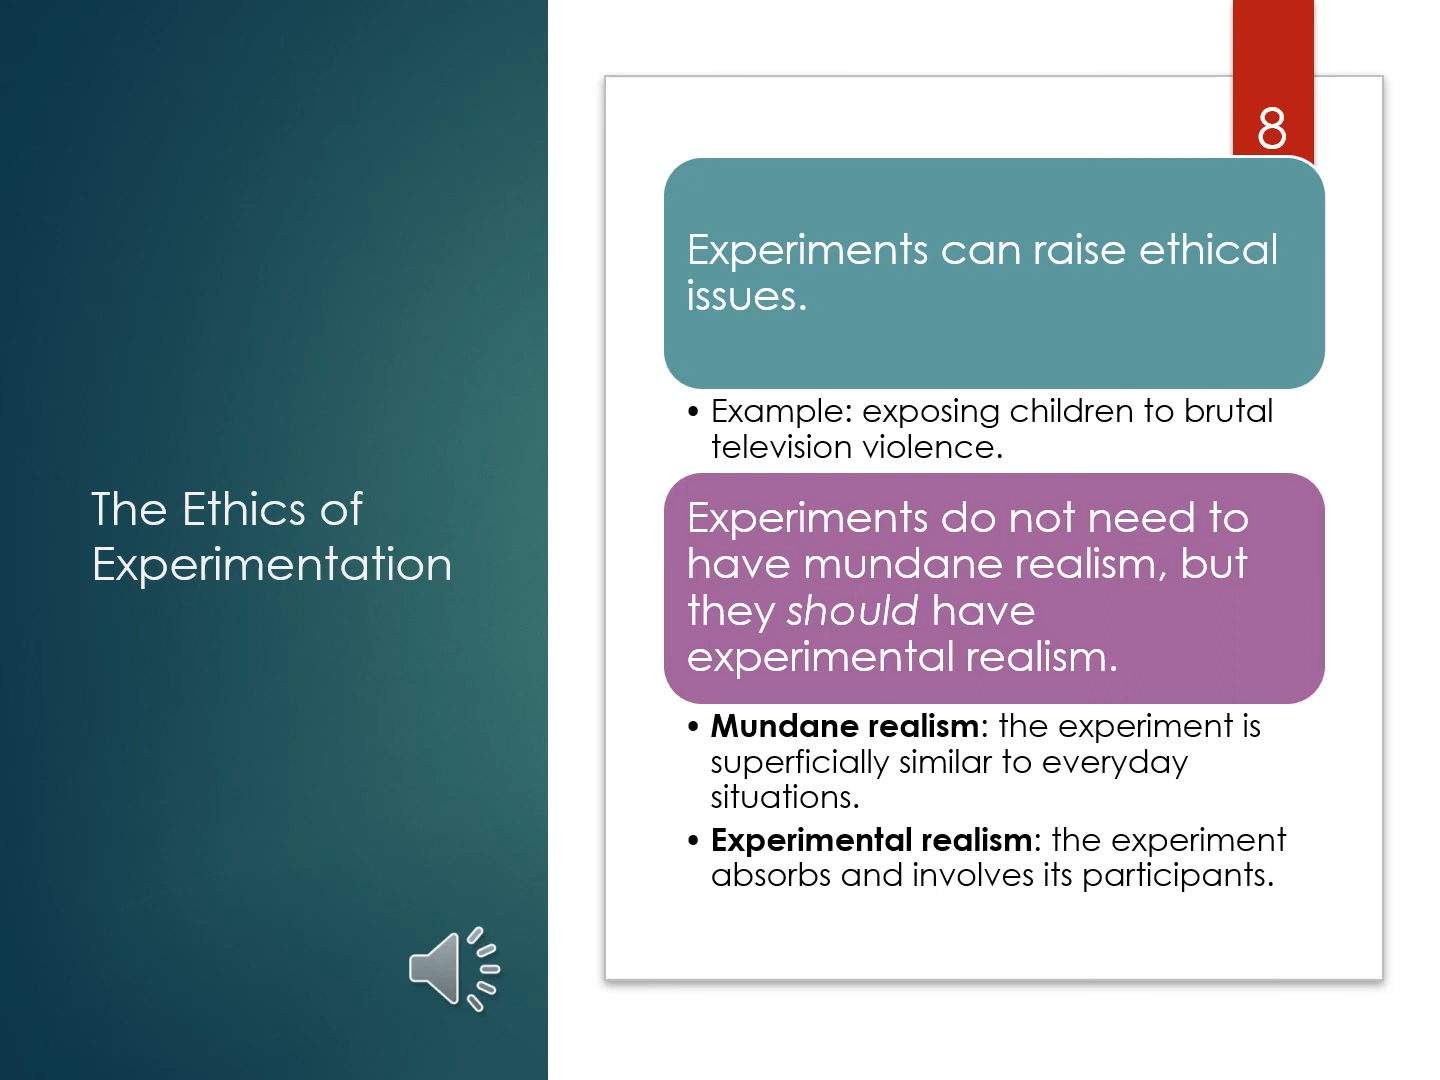 The Ethics of
Experimentation
8
Experiments can raise ethical
issues.
• Example: exposing children to brutal
television violence.
Experiments do not need to
have mundane realism, but
they should have
experimental realism.
• Mundane realism: the experiment is
superficially similar to everyday
situations.
• Experimental realism: the experiment
absorbs and involves its participants.